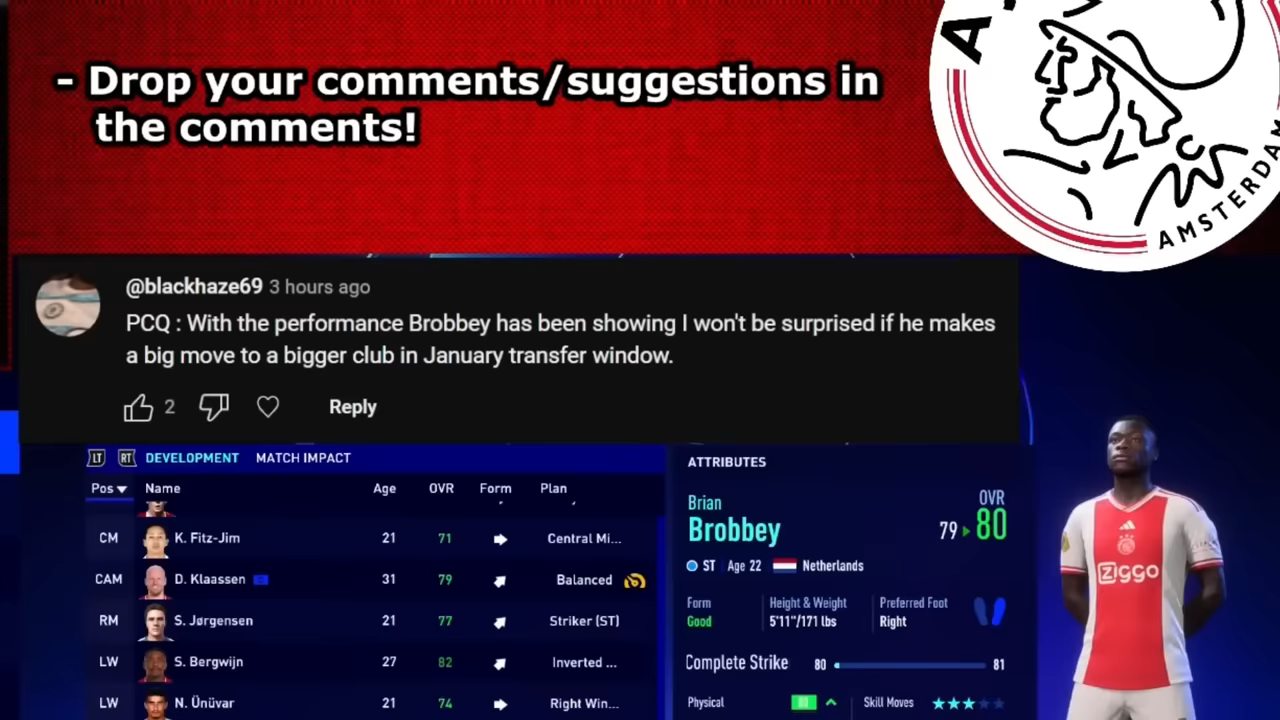 - Drop your comments/suggestions in
the comments!
AMSTERDA
@blackhaze69 3 hours ago
PCQ : With the performance Brobbey has been showing I won't be surprised if he makes
a big move to a bigger club in January transfer window.
2
Reply
LT RT DEVELOPMENT MATCH IMPACT
Pos Name Age OVR Form Plan
CM K. Fitz-Jim 21 71 Central Mi...
CAM D. Klaassen 31 79 Balanced
RM S. Jørgensen 21 77 Striker (ST)
LW S. Bergwijn 27 82 Inverted ...
LW N. Ünüvar 21 74 Right Win...
ATTRIBUTES
Brian
Brobbey
OVR
79 80
ST Age 22 Netherlands
Form Height & Weight Preferred Foot
Good 5'11"/171 lbs Right
Complete Strike 80 81
Physical Skill Moves
Ziggo